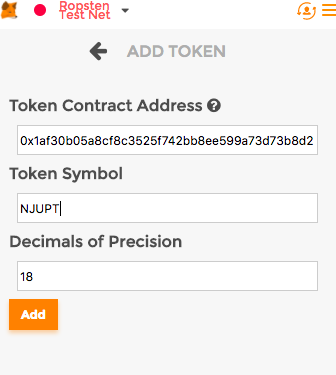 Ropsten
Test Net
ADD TOKEN
Token Contract Address ?
0x1af30b05a8cf8c3525f742bb8ee599a73d73b8d2
Token Symbol
NJUPT
Decimals of Precision
18
Add